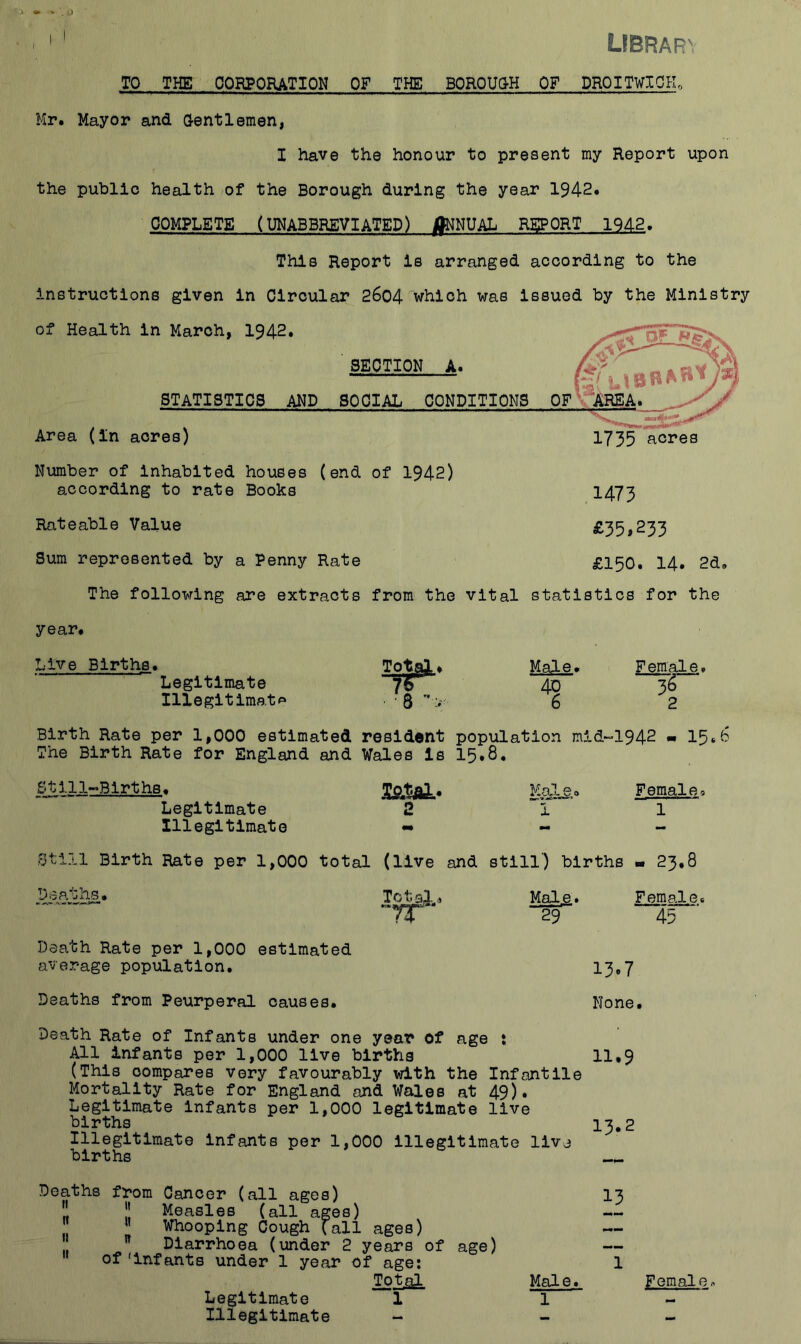 LIBRARY
TO THE CORPORATION OF THE BOROUGH OF DROITWICH.
Mr. Mayor and Gentlemen,
I have the honour to present my Report upon
the public health of the Borough during the year 1942.
COMPLETE (UNABBREVIATED) ANNUAL REPORT 1942.
This Report is arranged according to the
instructions given in Circular 2604 which was issued by the Ministry
of Health in March, 1942.
SECTION A.
LIBRARY
STATISTICS AND SOCIAL CONDITIONS OF AREA.
Area (in acres) 1735 acres
Number of inhabited houses (end of 1942)
according to rate Books 1473
Rateable Value £35,233
Sum represented by a Penny Rate £150. 14. 2d.
The following are extracts from the vital statistics for the
year.
Live Births. Total. Male. Female.
Legitimate 76 40 36
Illegitimate 8 6 2
Birth Rate per 1,000 estimated resident population mid-1942 - 15.6
The Birth Rate for England and Wales is 15.8.
Still-Births. Total. Male. Female.
Legitimate 2 1 1
Illegitimate - - -
Still Birth Rate per 1,000 total (live and still) births - 23.8
Deaths. Total. Male. Female.
74 29 45
Death Rate per 1,000 estimated
average population. 13.7
Deaths from Peurperal causes. None.
Death Rate of Infants under one year of age :
All infants per 1,000 live births 11.9
(This compares very favourably with the Infantile
Mortality Rate for England and Wales at 49).
Legitimate infants per 1,000 legitimate live
births 13.2
Illegitimate infants per 1,000 illegitimate live
births --
Deaths from Cancer (all ages) 13
" " Measles (all ages) --
" " Whooping Cough (all ages) --
" " Diarrhoea (under 2 years of age) --
" of infants under 1 year of age: 1
Total Male. Female.
Legitimate 1 1 -
Illegitimate - - -